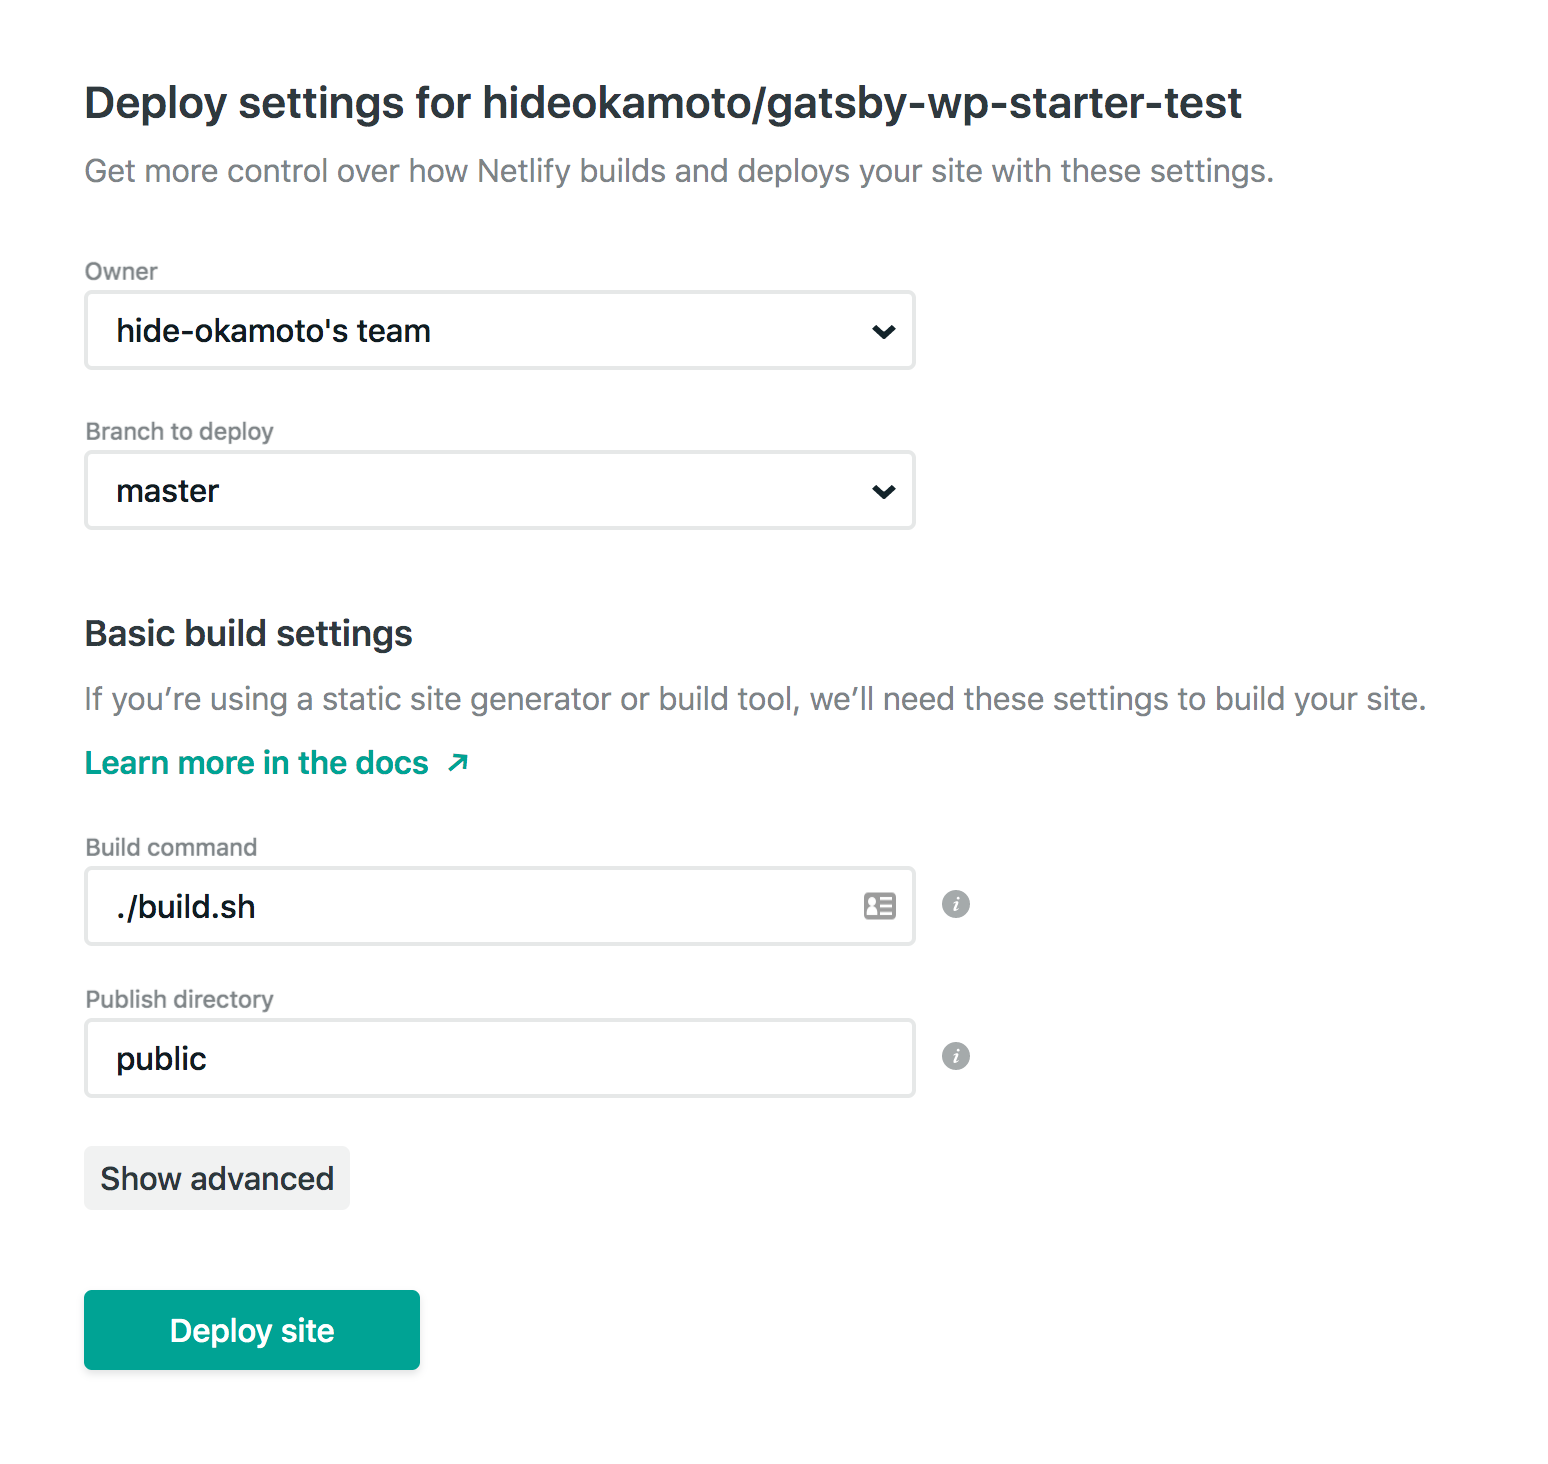 Deploy settings for hideokamoto/gatsby-wp-starter-test
Get more control over how Netlify builds and deploys your site with these settings.
Owner
hide-okamoto's team
Branch to deploy
master
Basic build settings
If you’re using a static site generator or build tool, we’ll need these settings to build your site.
Learn more in the docs
Build command
./build.sh
Publish directory
public
Show advanced
Deploy site